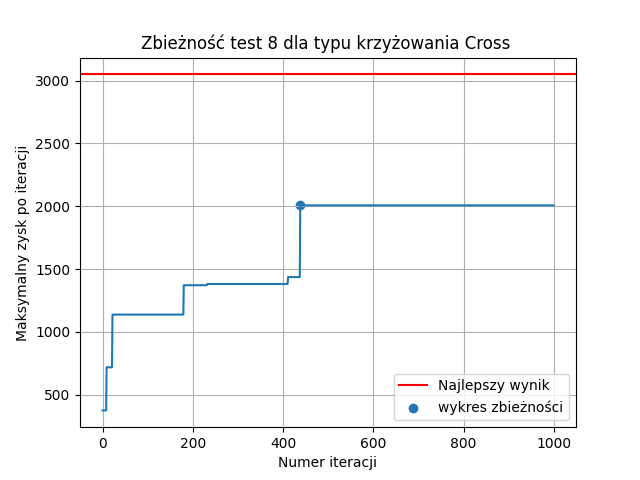 Zbieżność test 8 dla typu krzyżowania Cross
Maksymalny zysk po iteracji
3000
2500
2000
1500
1000
500
0
200
400
600
800
1000
Numer iteracji
Najlepszy wynik
wykres zbieżności